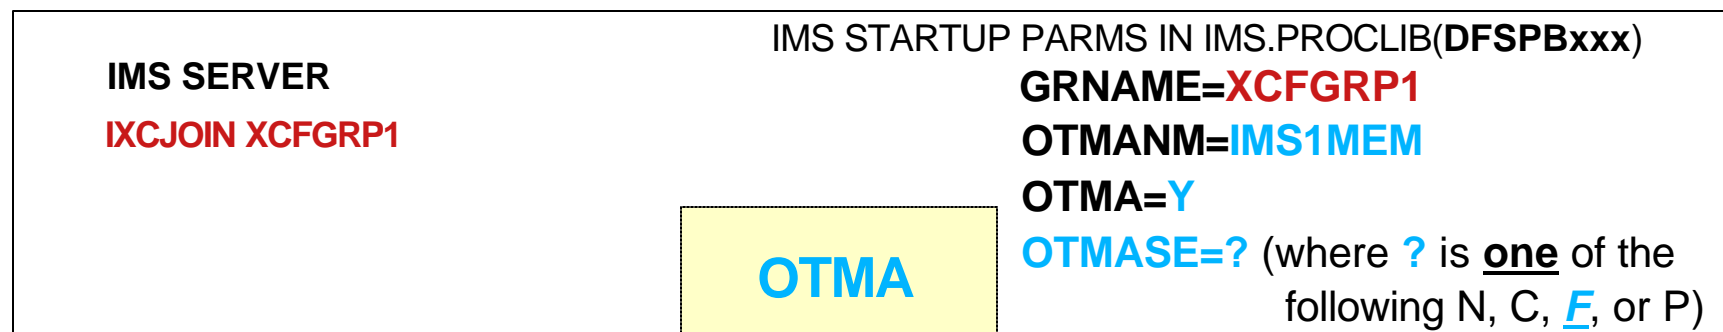 IMS STARTUP PARMS IN IMS.PROCLIB(DFSPBxxx)
IMS SERVER
IXCJOIN XCFGRP1
GRNAME=XCFGRP1
OTMANM=IMS1MEM
OTMA=Y
OTMASE=? (where ? is one of the
following N, C, F, or P)
OTMA